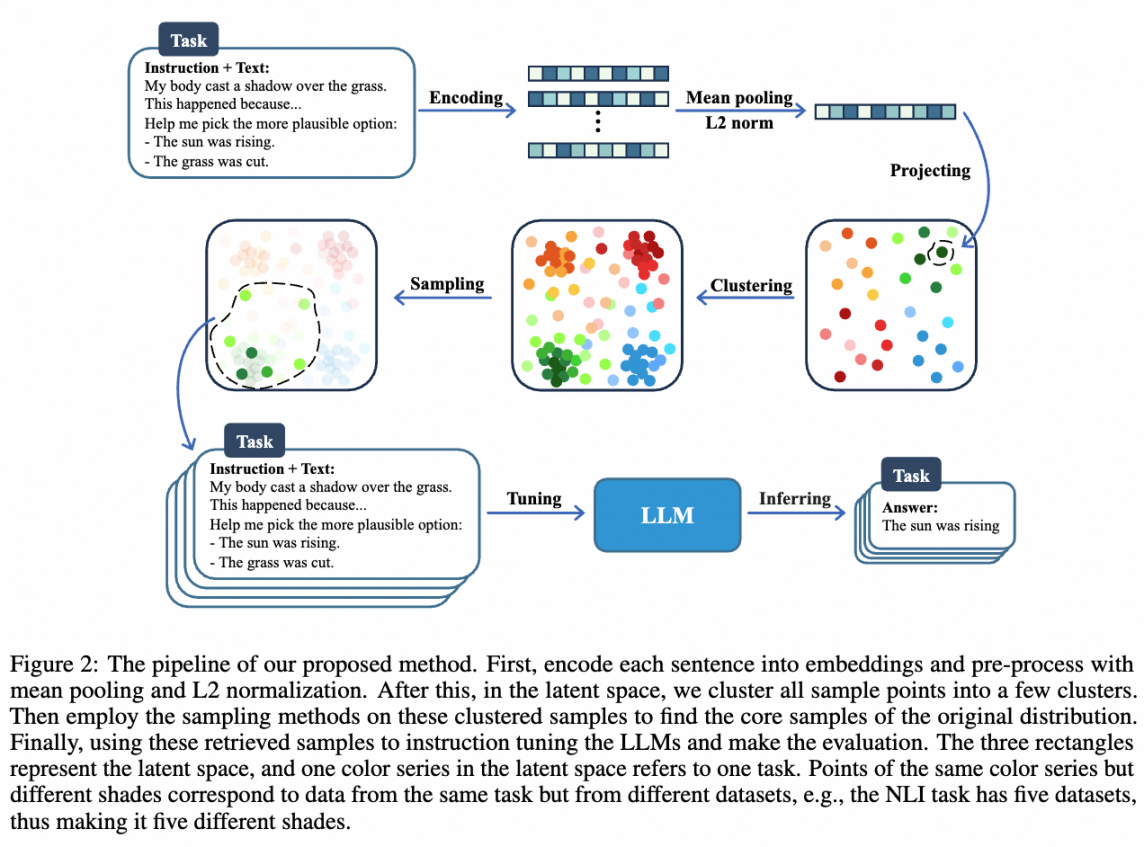 Task
Instruction + Text:
My body cast a shadow over the grass.
This happened because...
Help me pick the more plausible option:
- The sun was rising.
- The grass was cut.
Encoding
Mean pooling
L2 norm
Projecting
Clustering
Sampling
Task
Instruction + Text:
My body cast a shadow over the grass.
This happened because...
Help me pick the more plausible option:
- The sun was rising.
- The grass was cut.
Tuning
LLM
Inferring
Task
Answer:
The sun was rising
Figure 2: The pipeline of our proposed method. First, encode each sentence into embeddings and pre-process with
mean pooling and L2 normalization. After this, in the latent space, we cluster all sample points into a few clusters.
Then employ the sampling methods on these clustered samples to find the core samples of the original distribution.
Finally, using these retrieved samples to instruction tuning the LLMs and make the evaluation. The three rectangles
represent the latent space, and one color series in the latent space refers to one task. Points of the same color series but
different shades correspond to data from the same task but from different datasets, e.g., the NLI task has five datasets,
thus making it five different shades.